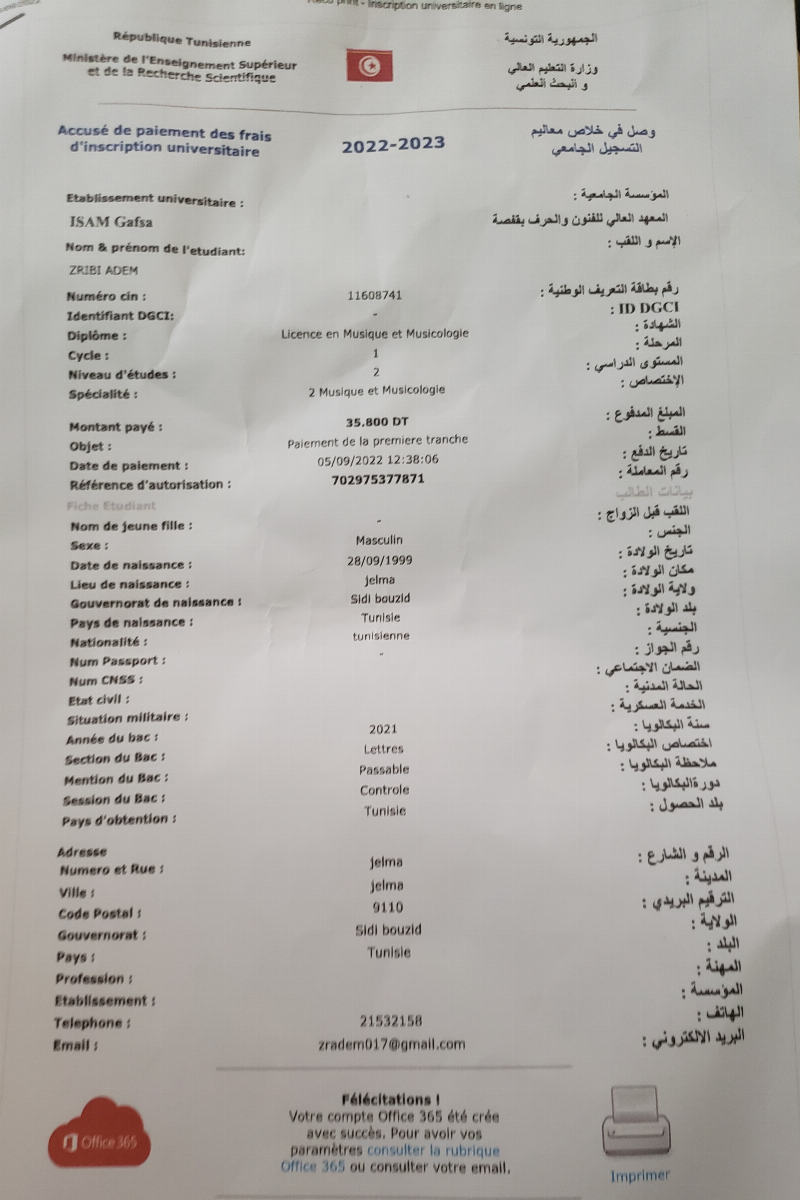 Recu print - Inscription universitaire en ligne
République Tunisienne
الجمهورية التونسية
Ministère de l'Enseignement Supérieur
et de la Recherche Scientifique
وزارة التعليم العالي
و البحث العلمي
Accusé de paiement des frais
d'inscription universitaire
2022-2023
وصل في خلاص معاليم
التسجيل الجامعي
Etablissement universitaire :
المؤسسة الجامعية :
ISAM Gafsa
المعهد العالي للفنون والحرف بقفصة
Nom & prénom de l'etudiant:
الإسم و اللقب :
ZRIBI ADEM
Numéro cin : 11608741 رقم بطاقة التعريف الوطنية :
Identifiant DGCI: - ID DGCI :
Diplôme : Licence en Musique et Musicologie الشهادة :
Cycle : 1 المرحلة :
Niveau d'études : 2 المستوى الدراسي :
Spécialité : 2 Musique et Musicologie الإختصاص :
Montant payé : 35.800 DT المبلغ المدفوع :
Objet : Paiement de la premiere tranche القسط :
Date de paiement : 05/09/2022 12:38:06 تاريخ الدفع :
Référence d'autorisation : 702975377871 رقم المعاملة :
Fiche Etudiant بيانات الطالب
Nom de jeune fille : - اللقب قبل الزواج :
Sexe : Masculin الجنس :
Date de naissance : 28/09/1999 تاريخ الولادة :
Lieu de naissance : jelma مكان الولادة :
Gouvernorat de naissance : Sidi bouzid ولاية الولادة :
Pays de naissance : Tunisie بلد الولادة :
Nationalité : tunisienne الجنسية :
Num Passport : - رقم الجواز :
Num CNSS : الضمان الاجتماعي :
Etat civil : الحالة المدنية :
Situation militaire : الخدمة العسكرية :
Année du bac : 2021 سنة البكالويا :
Section du Bac : Lettres اختصاص البكالويا :
Mention du Bac : Passable ملاحظة البكالويا :
Session du Bac : Controle دورةالبكالويا :
Pays d'obtention : Tunisie بلد الحصول :
Adresse
Numero et Rue : jelma الرقم و الشارع :
Ville : jelma المدينة :
Code Postal : 9110 الترقيم البريدي :
Gouvernorat : Sidi bouzid الولاية :
Pays : Tunisie البلد :
Profession : المهنة :
Etablissement : المؤسسة :
Telephone : 21532158 الهاتف :
Email : zradem017@gmail.com البريد الالكتروني :
Office 365
Félécitations !
Votre compte Office 365 été crée
avec succès. Pour avoir vos
paramètres consulter la rubrique
Office 365 ou consulter votre email.
Imprimer